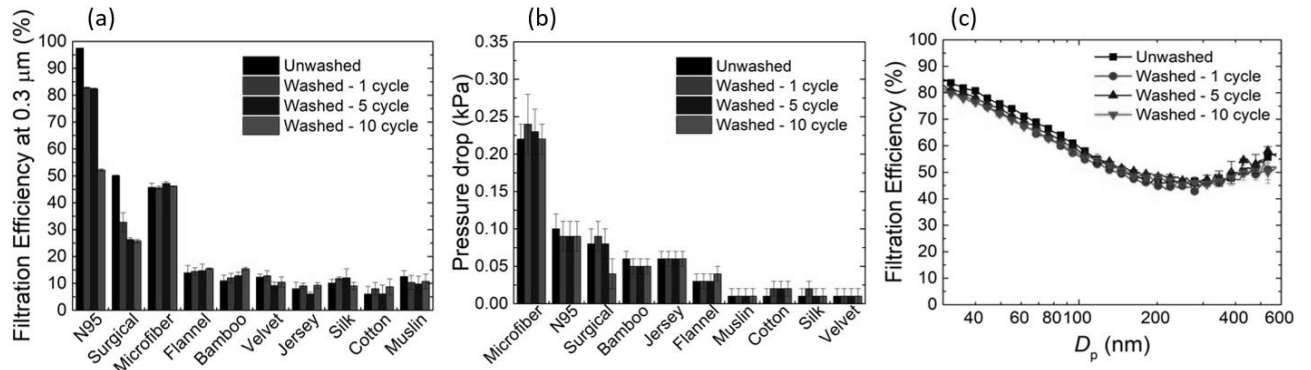 (a)
Filtration Efficiency at 0.3 μm (%)
100
90
80
70
60
50
40
30
20
10
0
Unwashed
Washed - 1 cycle
Washed - 5 cycle
Washed - 10 cycle
N95
Surgical
Microfiber
Flannel
Bamboo
Velvet
Jersey
Silk
Cotton
Muslin
(b)
Pressure drop (kPa)
0.35
0.30
0.25
0.20
0.15
0.10
0.05
0.00
Unwashed
Washed - 1 cycle
Washed - 5 cycle
Washed - 10 cycle
Microfiber
N95
Surgical
Bamboo
Jersey
Flannel
Muslin
Cotton
Silk
Velvet
(c)
Filtration Efficiency (%)
100
90
80
70
60
50
40
30
20
10
0
Unwashed
Washed - 1 cycle
Washed - 5 cycle
Washed - 10 cycle
40 60 80 100 200 400 600
Dp (nm)